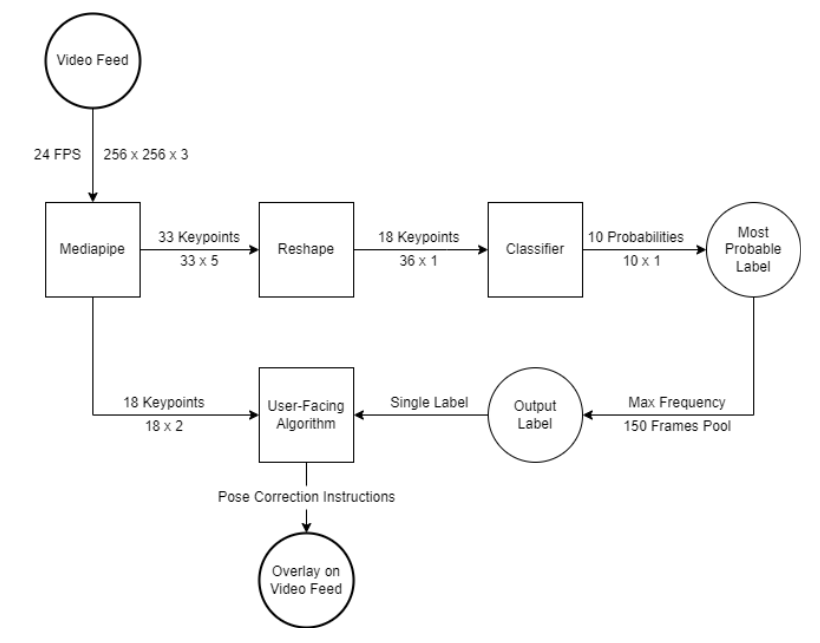 Video Feed
24 FPS
256 x 256 x 3
Mediapipe
33 Keypoints
33 x 5
Reshape
18 Keypoints
36 x 1
Classifier
10 Probabilities
10 x 1
Most
Probable
Label
18 Keypoints
18 x 2
User-Facing
Algorithm
Single Label
Output
Label
Max Frequency
150 Frames Pool
Pose Correction Instructions
Overlay on
Video Feed